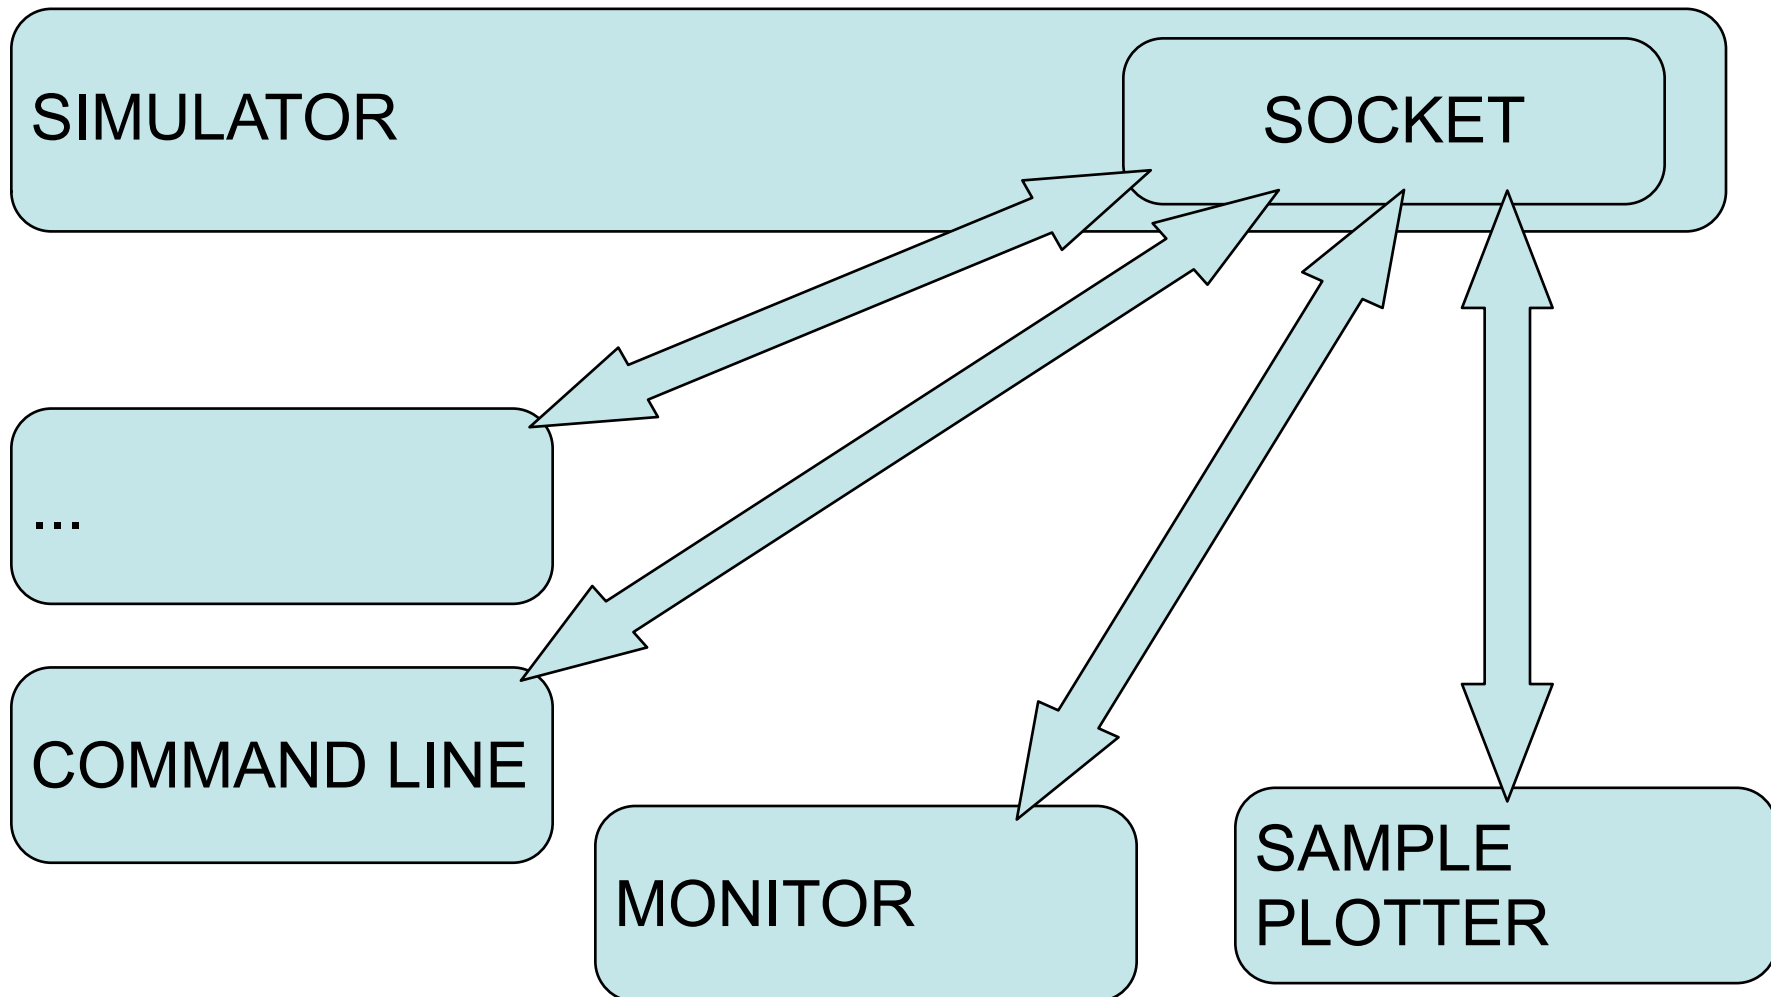 SIMULATOR
SOCKET
...
COMMAND LINE
MONITOR
SAMPLE
PLOTTER